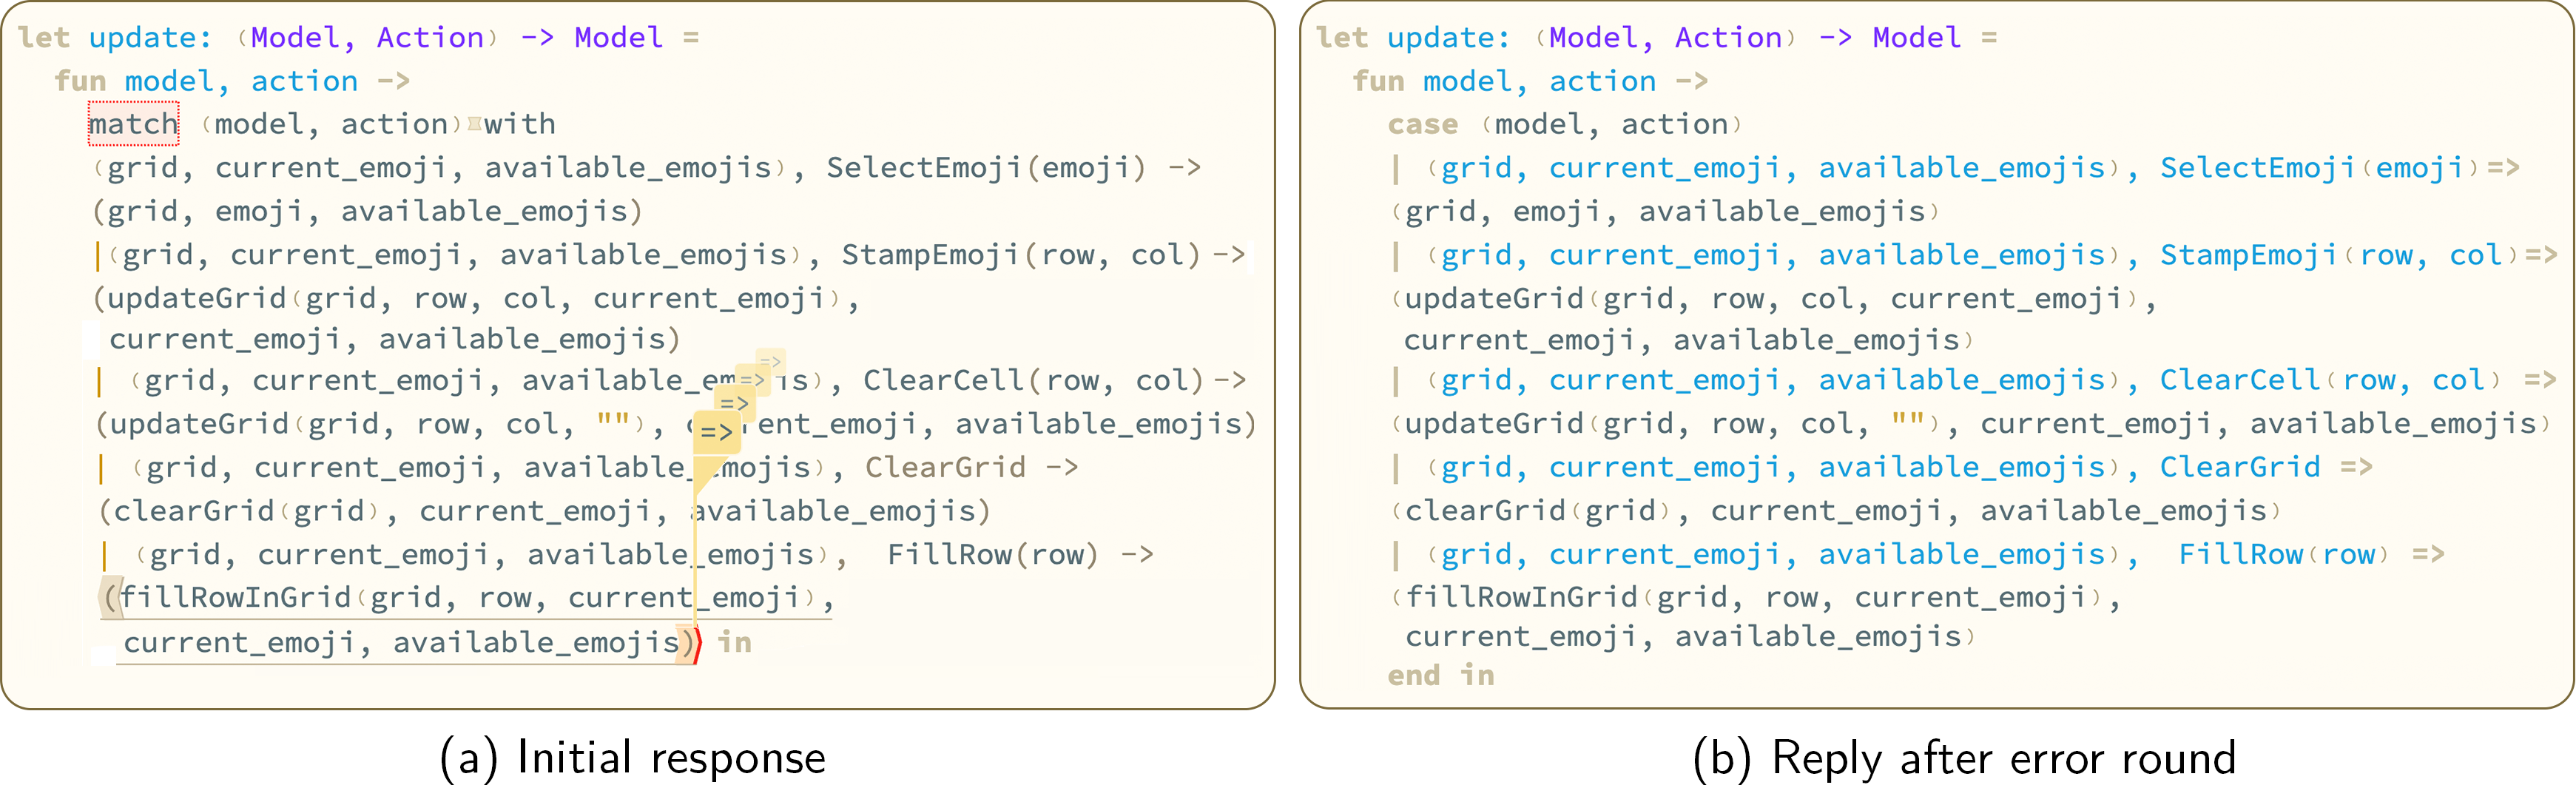 let update: (Model, Action) -> Model =
fun model, action ->
match (model, action) with
(grid, current_emoji, available_emojis), SelectEmoji(emoji) ->
(grid, emoji, available_emojis)
|(grid, current_emoji, available_emojis), StampEmoji(row, col) ->
(updateGrid(grid, row, col, current_emoji),
current_emoji, available_emojis)
=>
| (grid, current_emoji, available_em=>is), ClearCell(row, col) ->
=>
(updateGrid(grid, row, col, ""), c=>ent_emoji, available_emojis)
| (grid, current_emoji, available_emojis), ClearGrid ->
(clearGrid(grid), current_emoji, available_emojis)
| (grid, current_emoji, available_emojis), FillRow(row) ->
(fillRowInGrid(grid, row, current_emoji),
current_emoji, available_emojis) in
(a) Initial response
let update: (Model, Action) -> Model =
fun model, action ->
case (model, action)
| (grid, current_emoji, available_emojis), SelectEmoji(emoji) =>
(grid, emoji, available_emojis)
| (grid, current_emoji, available_emojis), StampEmoji(row, col) =>
(updateGrid(grid, row, col, current_emoji),
current_emoji, available_emojis)
| (grid, current_emoji, available_emojis), ClearCell(row, col) =>
(updateGrid(grid, row, col, ""), current_emoji, available_emojis)
| (grid, current_emoji, available_emojis), ClearGrid =>
(clearGrid(grid), current_emoji, available_emojis)
| (grid, current_emoji, available_emojis), FillRow(row) =>
(fillRowInGrid(grid, row, current_emoji),
current_emoji, available_emojis)
end in
(b) Reply after error round